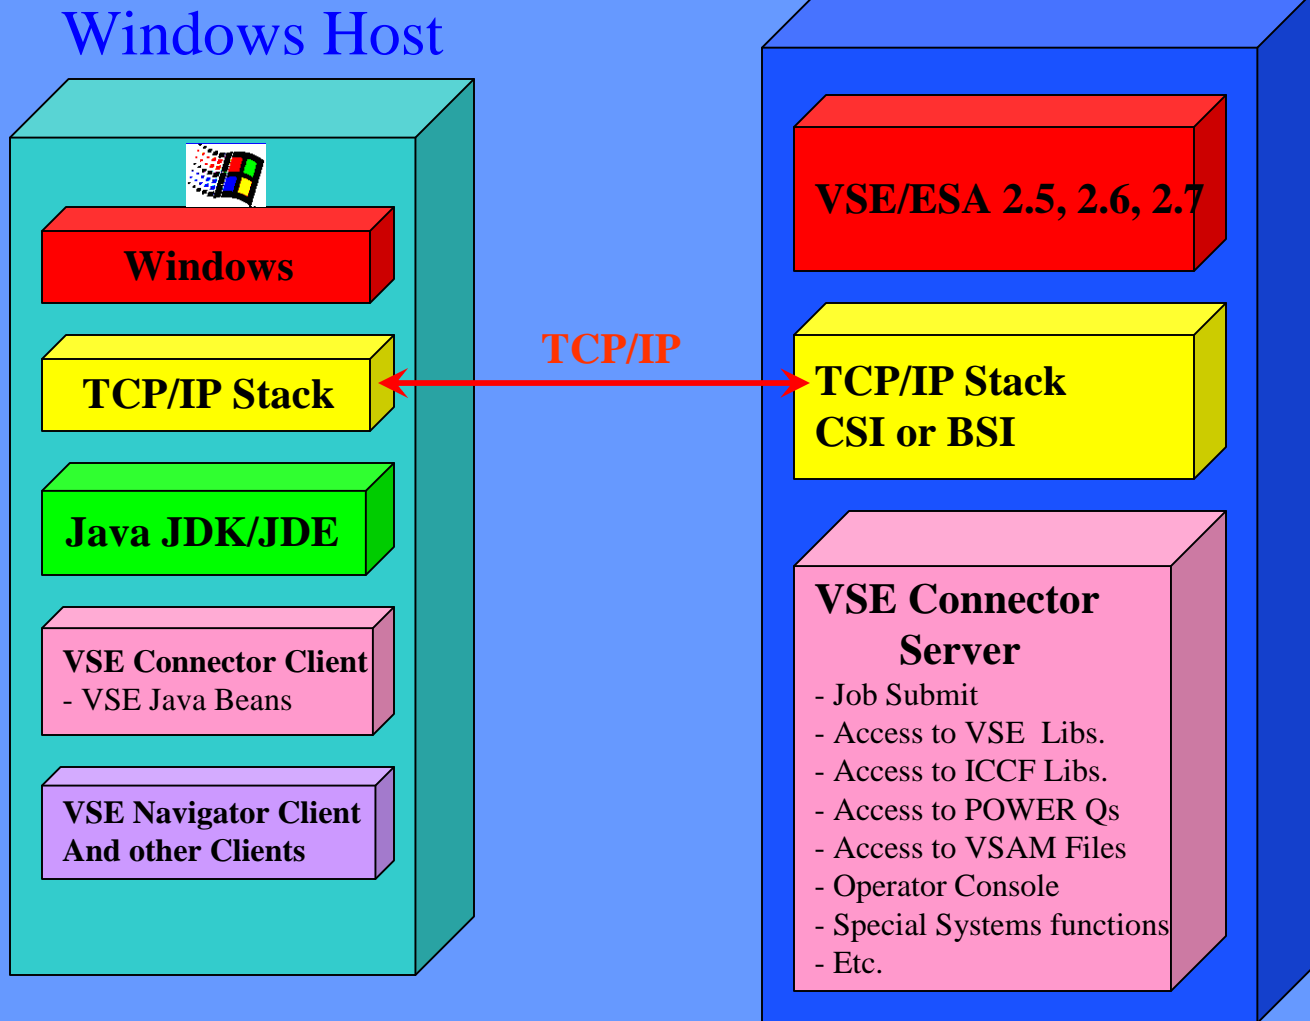 Windows Host
Windows
TCP/IP Stack
Java JDK/JDE
VSE Connector Client
- VSE Java Beans
VSE Navigator Client
And other Clients
TCP/IP
VSE/ESA 2.5, 2.6, 2.7
TCP/IP Stack
CSI or BSI
VSE Connector
Server
- Job Submit
- Access to VSE Libs.
- Access to ICCF Libs.
- Access to POWER Qs
- Access to VSAM Files
- Operator Console
- Special Systems functions
- Etc.